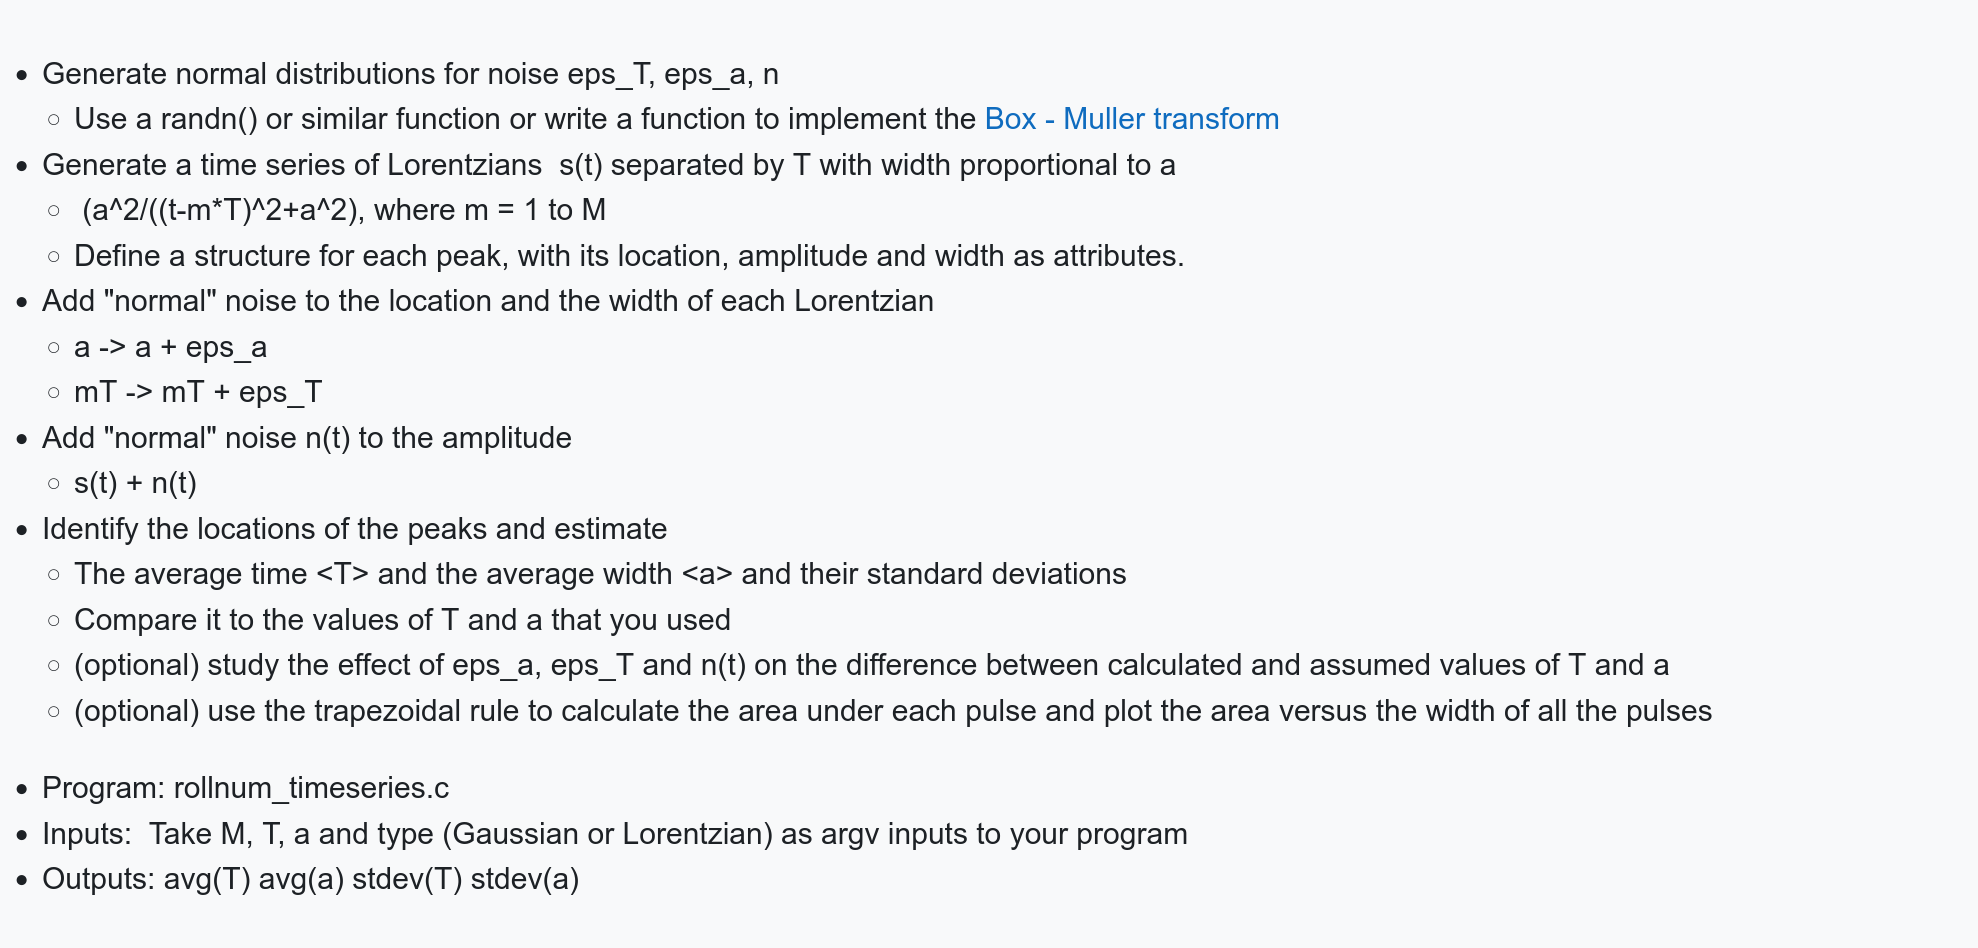 Generate normal distributions for noise eps_T, eps_a, n
Use a randn() or similar function or write a function to implement the Box - Muller transform
Generate a time series of Lorentzians  s(t) separated by T with width proportional to a
(a^2/((t-m*T)^2+a^2), where m = 1 to M
Define a structure for each peak, with its location, amplitude and width as attributes.
Add "normal" noise to the location and the width of each Lorentzian
a -> a + eps_a
mT -> mT + eps_T
Add "normal" noise n(t) to the amplitude
s(t) + n(t)
Identify the locations of the peaks and estimate
The average time <T> and the average width <a> and their standard deviations
Compare it to the values of T and a that you used
(optional) study the effect of eps_a, eps_T and n(t) on the difference between calculated and assumed values of T and a
(optional) use the trapezoidal rule to calculate the area under each pulse and plot the area versus the width of all the pulses
Program: rollnum_timeseries.c
Inputs:  Take M, T, a and type (Gaussian or Lorentzian) as argv inputs to your program
Outputs: avg(T) avg(a) stdev(T) stdev(a)